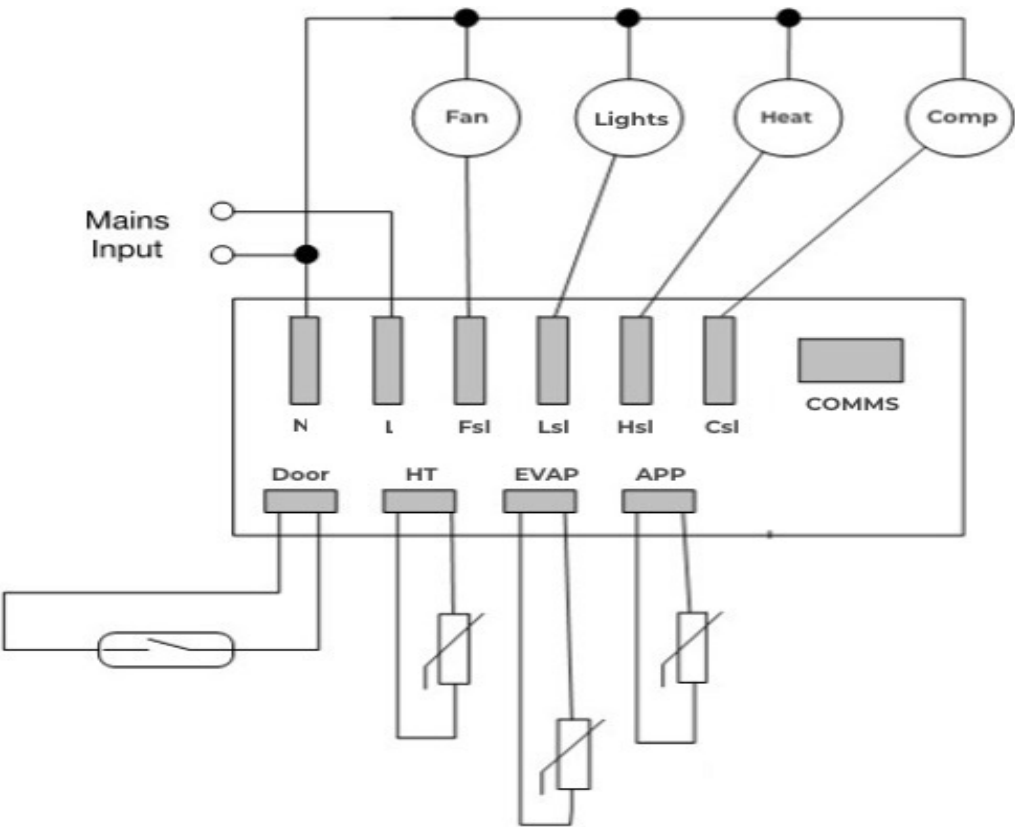 Fan
Lights
Heat
Comp
Mains
Input
N
L
Fsl
Lsl
Hsl
Csl
COMMS
Door
HT
EVAP
APP